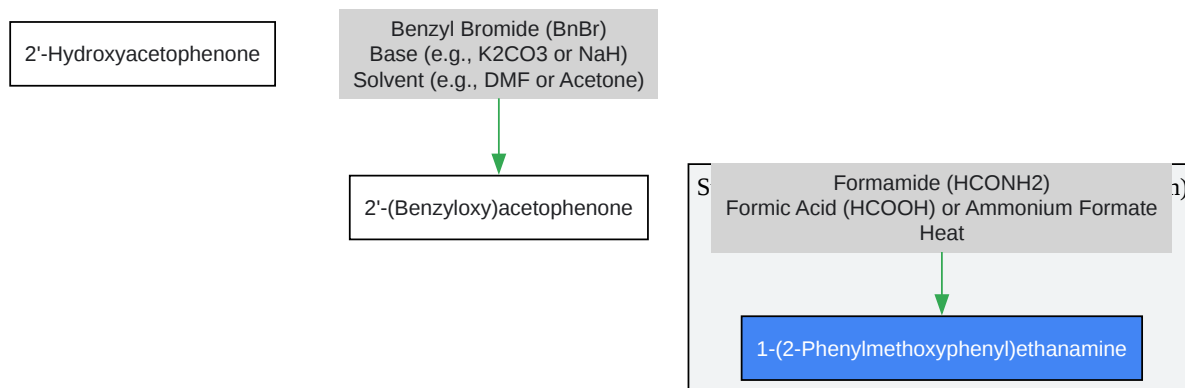 2'-Hydroxyacetophenone
Benzyl Bromide (BnBr)
Base (e.g., K2CO3 or NaH)
Solvent (e.g., DMF or Acetone)
2'-(Benzyloxy)acetophenone
Formamide (HCONH2)
Formic Acid (HCOOH) or Ammonium Formate
Heat
1-(2-Phenylmethoxyphenyl)ethanamine